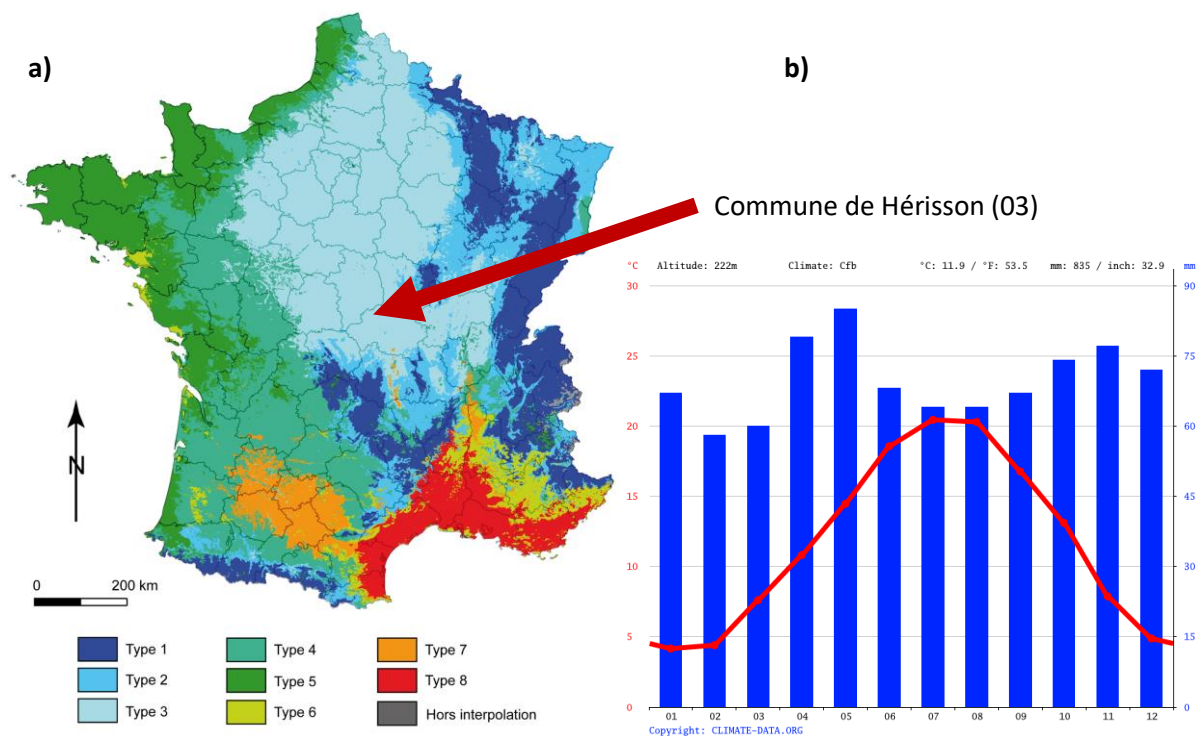 a)
b)
Commune de Hérisson (03)
N
0 200 km
Type 1
Type 2
Type 3
Type 4
Type 5
Type 6
Type 7
Type 8
Hors interpolation
°C Altitude: 222m Climate: Cfb °C: 11.9 / °F: 53.5 mm: 835 / inch: 32.9 mm
30 90
25 75
20 60
15 45
10 30
5 15
0 0
01 02 03 04 05 06 07 08 09 10 11 12
Copyright: CLIMATE-DATA.ORG